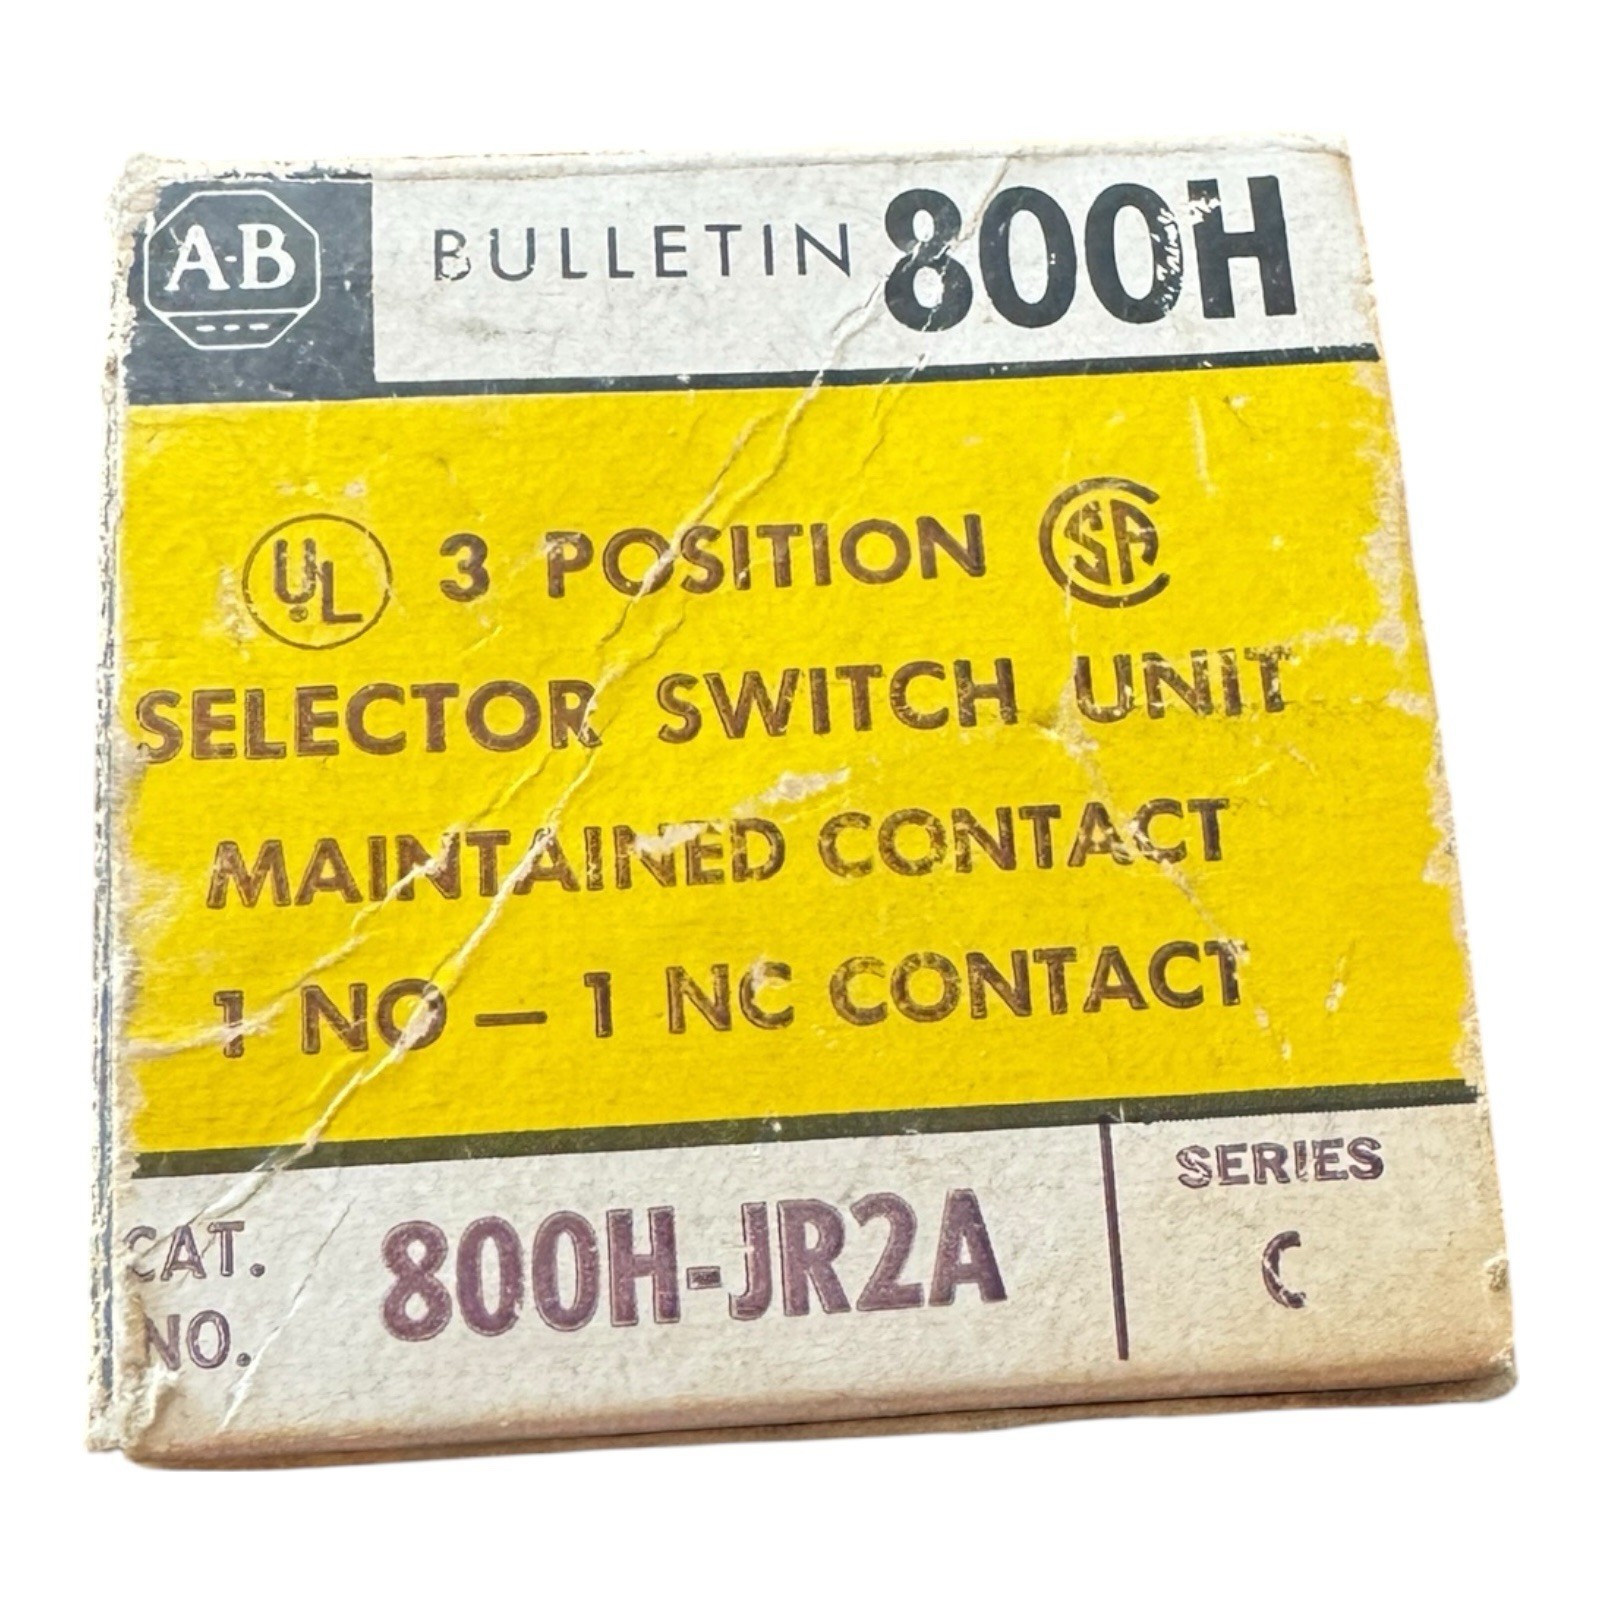 A-B BULLETIN 800H
UL 3 POSITION CSA
SELECTOR SWITCH UNIT
MAINTAINED CONTACT
1 NO – 1 NC CONTACT
CAT. NO. 800H-JR2A
SERIES
C